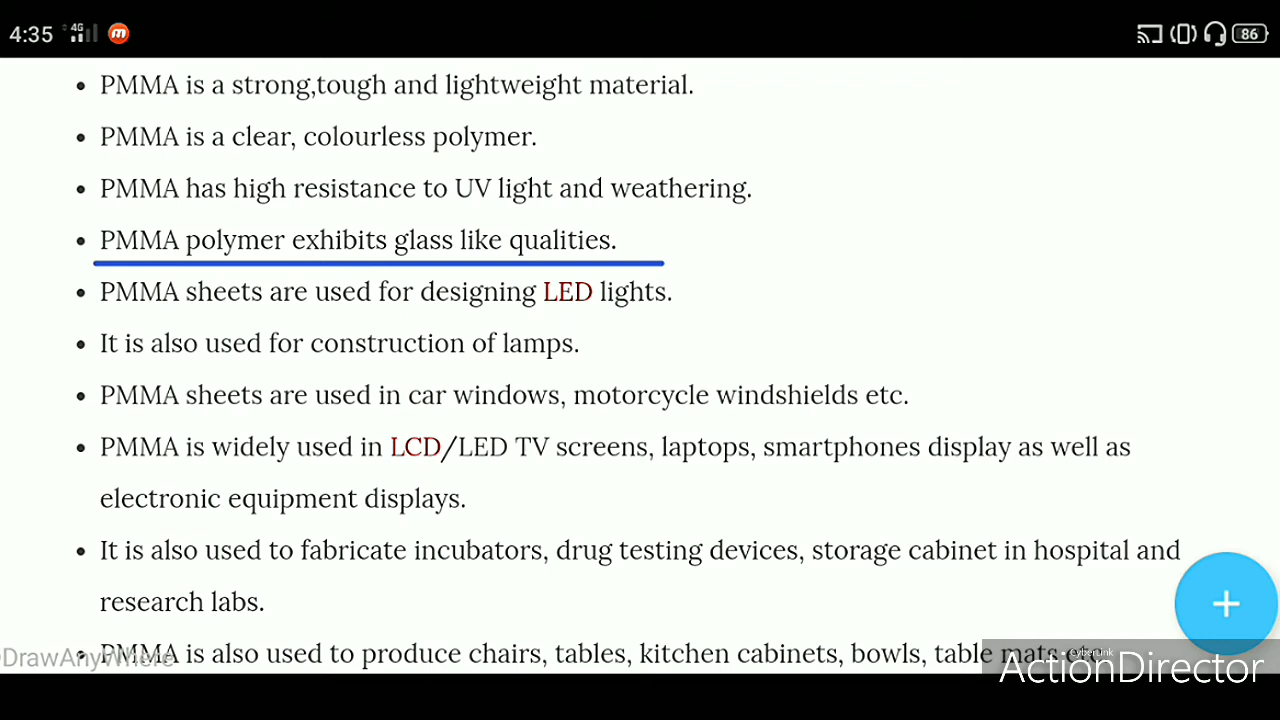 4:35 4G m 86
PMMA is a strong,tough and lightweight material.
PMMA is a clear, colourless polymer.
PMMA has high resistance to UV light and weathering.
PMMA polymer exhibits glass like qualities.
PMMA sheets are used for designing LED lights.
It is also used for construction of lamps.
PMMA sheets are used in car windows, motorcycle windshields etc.
PMMA is widely used in LCD/LED TV screens, laptops, smartphones display as well as
electronic equipment displays.
It is also used to fabricate incubators, drug testing devices, storage cabinet in hospital and
research labs.
PMMA is also used to produce chairs, tables, kitchen cabinets, bowls, table mats etc.
DrawAnyWhere
CyberLink
ActionDirector